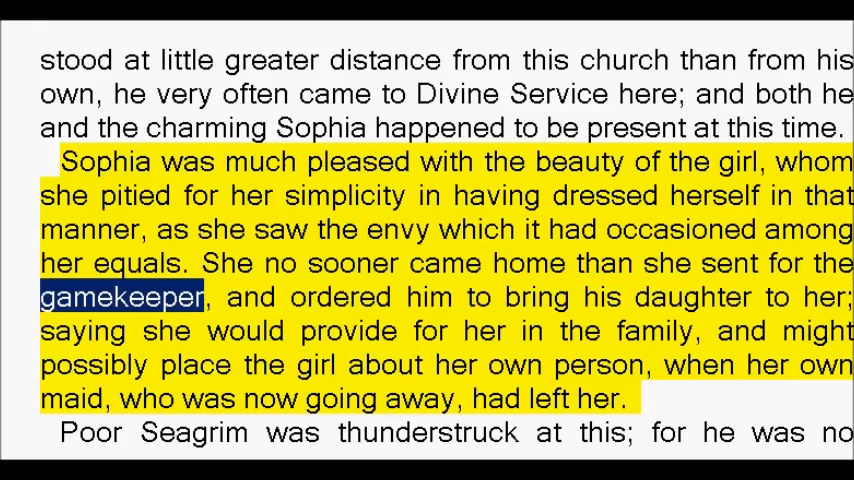 stood at little greater distance from this church than from his
own, he very often came to Divine Service here; and both he
and the charming Sophia happened to be present at this time.
Sophia was much pleased with the beauty of the girl, whom
she pitied for her simplicity in having dressed herself in that
manner, as she saw the envy which it had occasioned among
her equals. She no sooner came home than she sent for the
gamekeeper, and ordered him to bring his daughter to her;
saying she would provide for her in the family, and might
possibly place the girl about her own person, when her own
maid, who was now going away, had left her.
Poor Seagrim was thunderstruck at this; for he was no